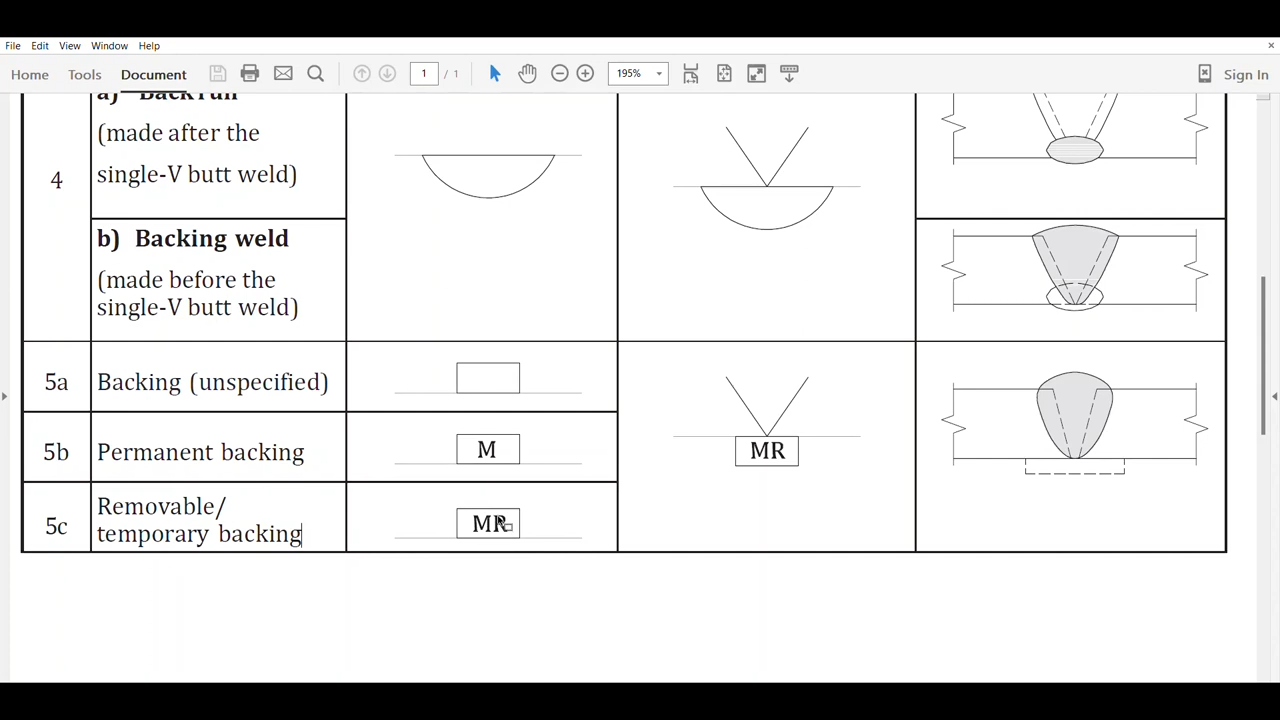 File Edit View Window Help ×
Home Tools Document 1 / 1 195% Sign In
a) Back run
(made after the
single-V butt weld)
4
b) Backing weld
(made before the
single-V butt weld)
5a Backing (unspecified)
5b Permanent backing M
MR
5c Removable/
temporary backing MR